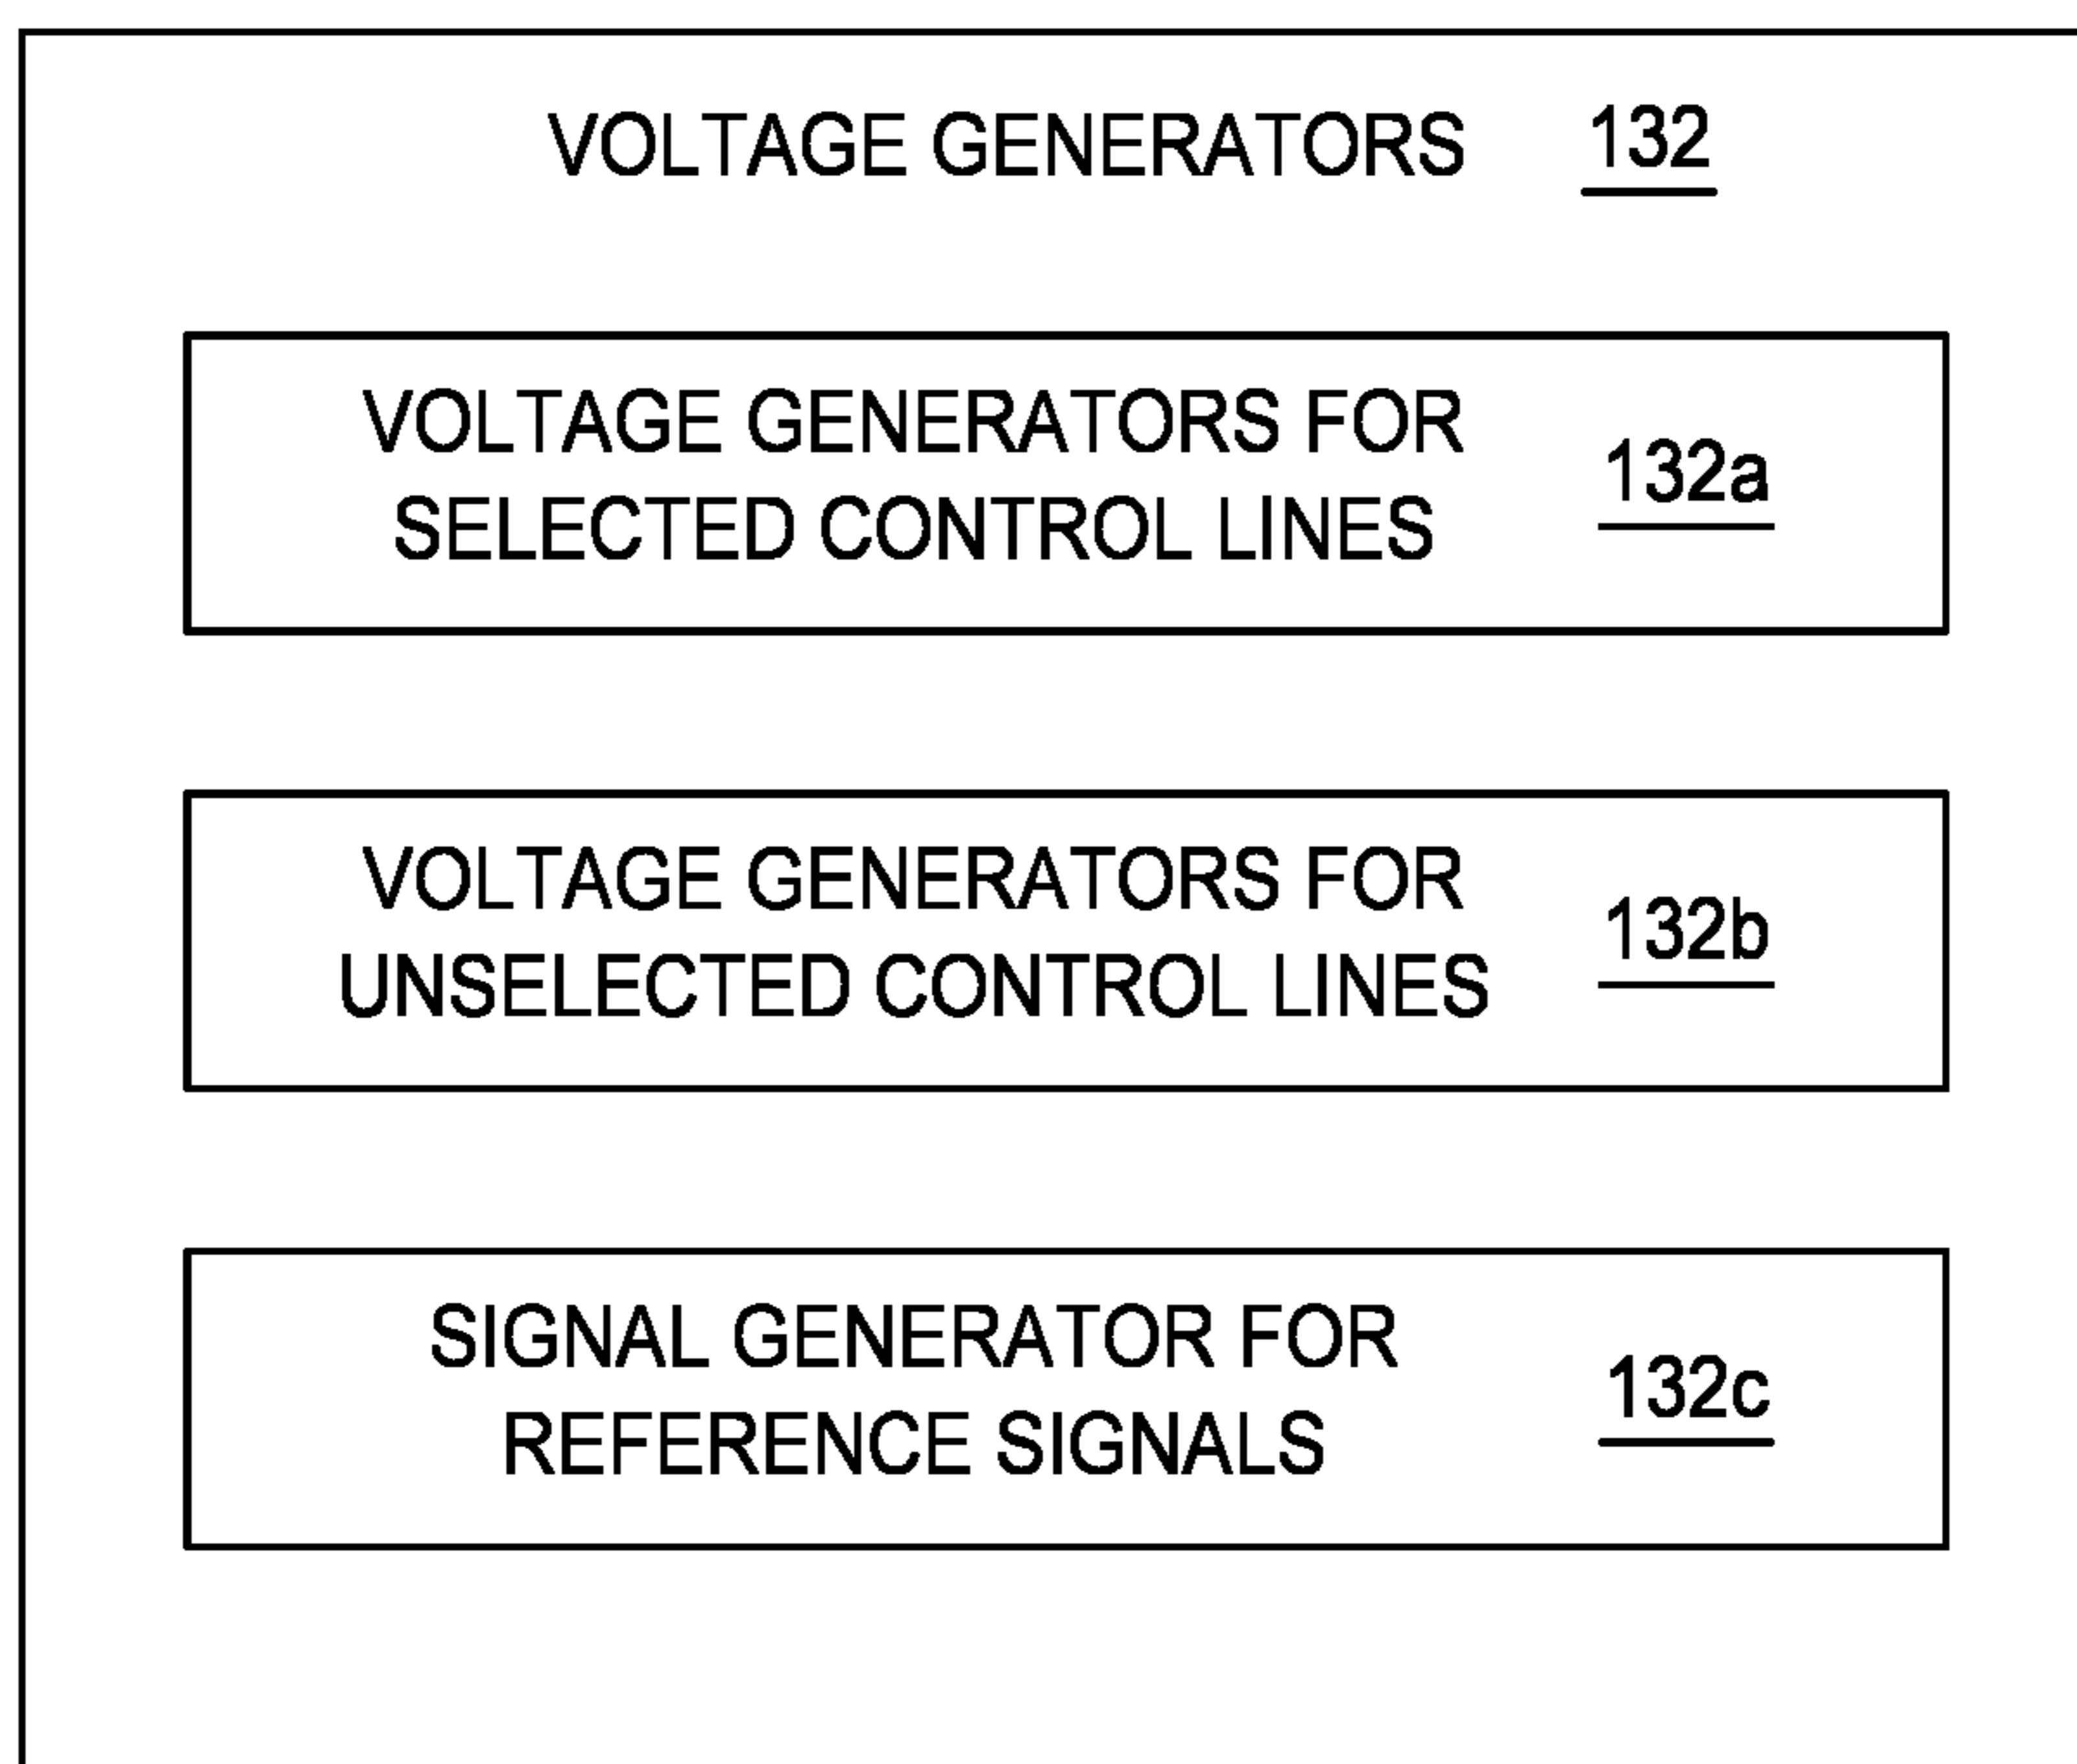 VOLTAGE GENERATORS 132
VOLTAGE GENERATORS FOR
SELECTED CONTROL LINES
132a
VOLTAGE GENERATORS FOR
UNSELECTED CONTROL LINES
132b
SIGNAL GENERATOR FOR
REFERENCE SIGNALS
132c